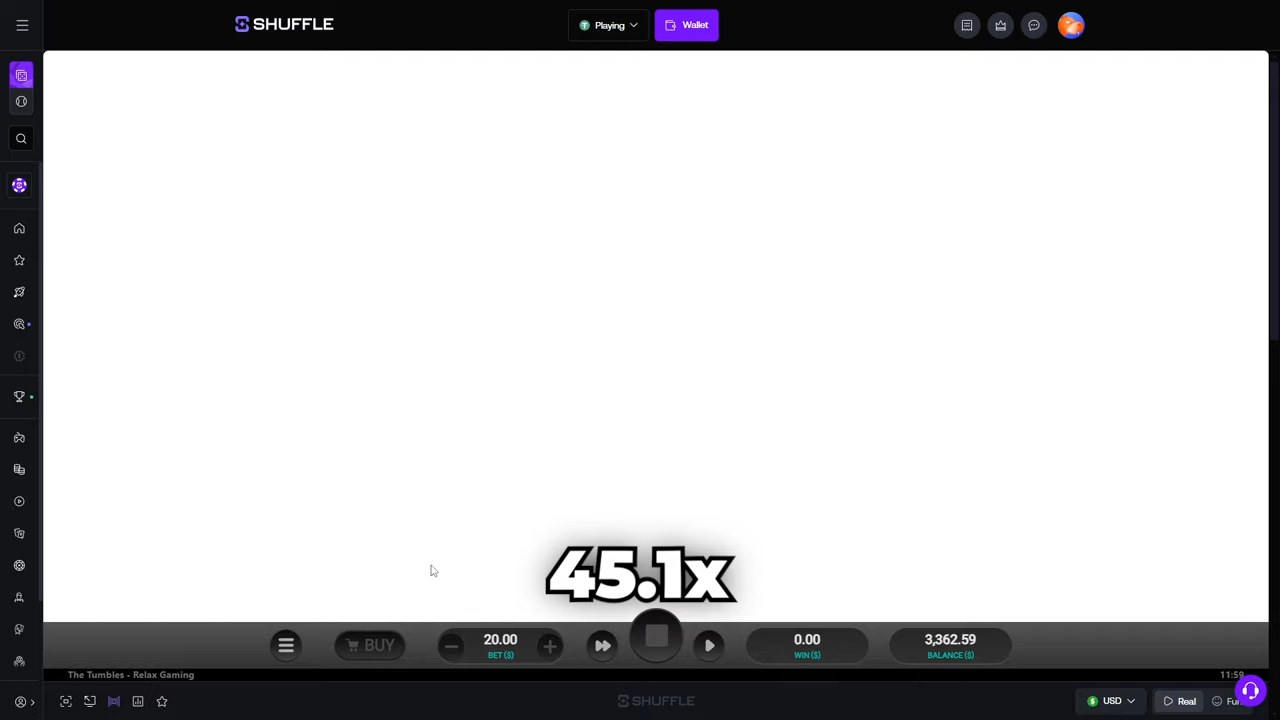 SHUFFLE
Playing
Wallet
45.1x
BUY
20.00
BET ($)
0.00
WIN ($)
3,362.59
BALANCE ($)
The Tumbles - Relax Gaming
11:59
SHUFFLE
USD
Real